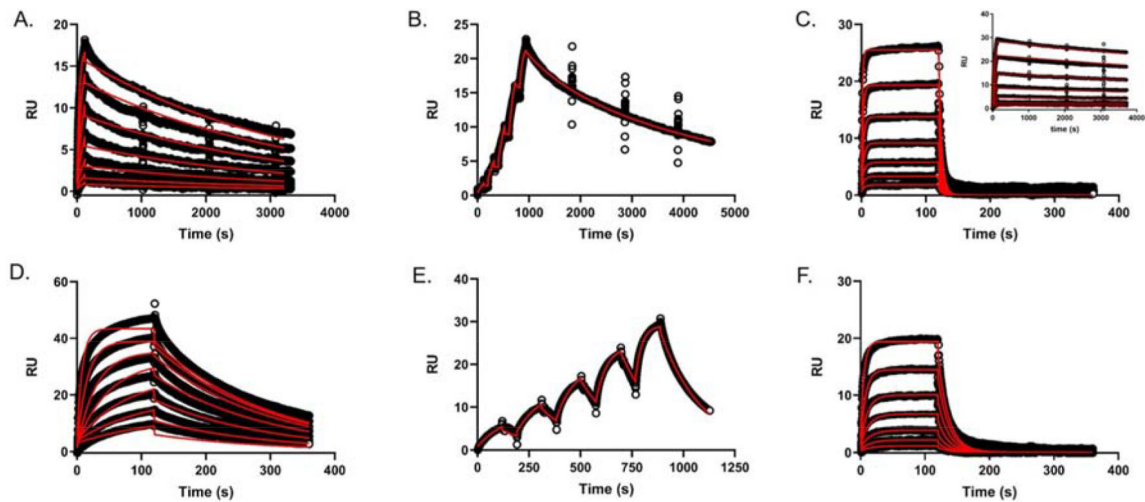 A.
20
15
10
5
0
RU
0 1000 2000 3000 4000
Time (s)
B.
25
20
15
10
5
0
RU
0 1000 2000 3000 4000 5000
Time (s)
C.
30
20
10
0
RU
0 100 200 300 400
Time (s)
40
30
20
10
0
RU
0 1000 2000 3000 4000
time (s)
D.
60
40
20
0
RU
0 100 200 300 400
Time (s)
E.
40
30
20
10
0
RU
0 250 500 750 1000 1250
Time (s)
F.
30
20
10
0
RU
0 100 200 300 400
Time (s)